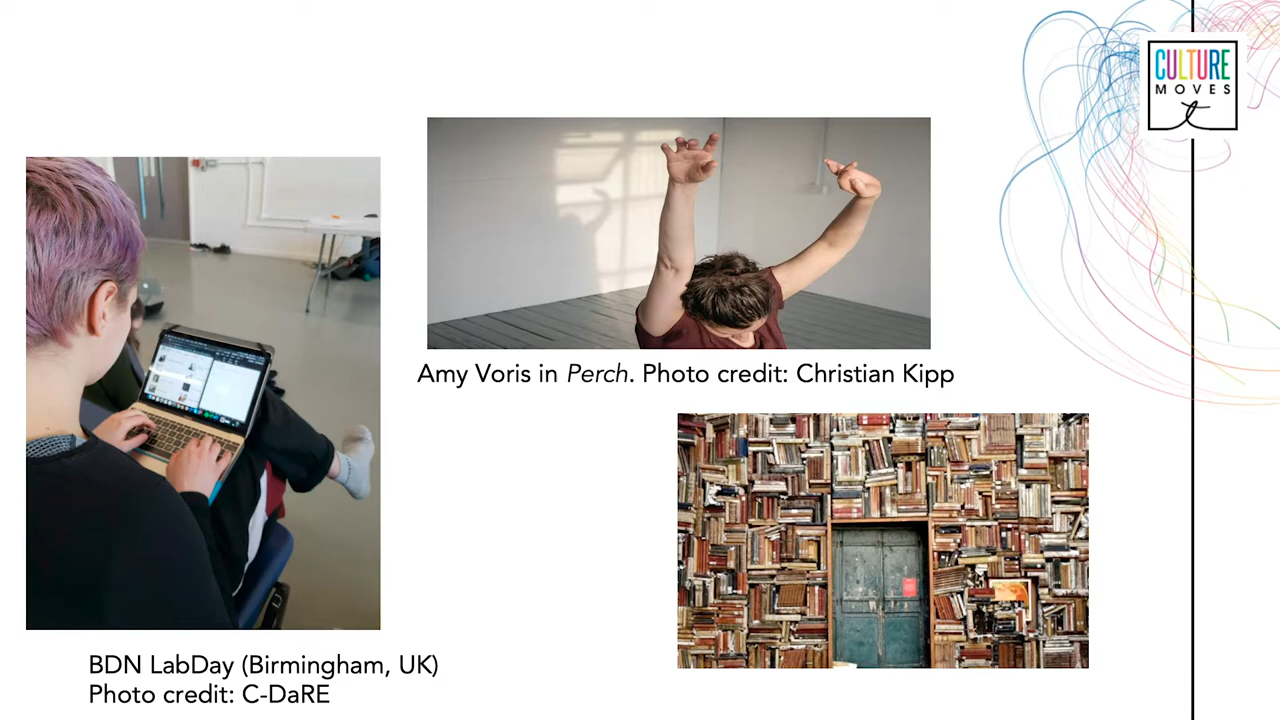 CULTURE
MOVES
Amy Voris in Perch. Photo credit: Christian Kipp
BDN LabDay (Birmingham, UK)
Photo credit: C-DaRE